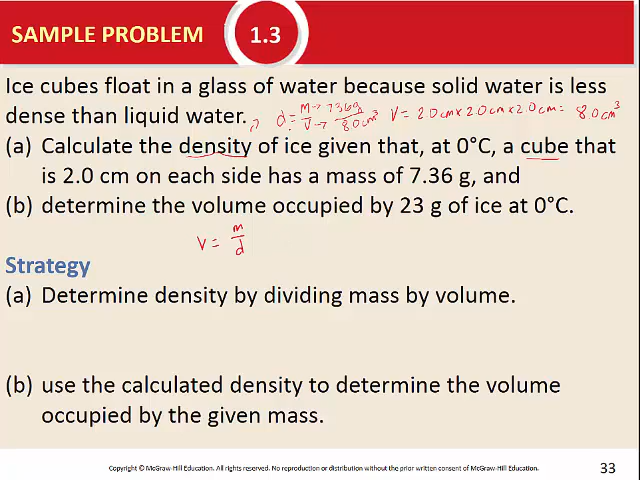 SAMPLE PROBLEM 1.3
Ice cubes float in a glass of water because solid water is less
dense than liquid water. d = m → 7.36g / V → 8.0cm³ V = 2.0cm x 2.0cm x 2.0cm = 8.0cm³
(a) Calculate the density of ice given that, at 0°C, a cube that
is 2.0 cm on each side has a mass of 7.36 g, and
(b) determine the volume occupied by 23 g of ice at 0°C.
V = m / d
Strategy
(a) Determine density by dividing mass by volume.
(b) use the calculated density to determine the volume
occupied by the given mass.
Copyright © McGraw-Hill Education. All rights reserved. No reproduction or distribution without the prior written consent of McGraw-Hill Education. 33